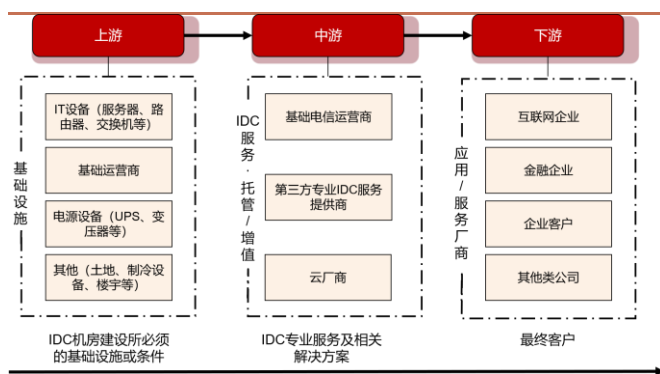 上游
中游
下游
基础设施
IT设备（服务器、路
由器、交换机等）
基础运营商
电源设备（UPS、变
压器等）
其他（土地、制冷设
备、楼宇等）
IDC机房建设所必须
的基础设施或条件
IDC服务·托管/增值
基础电信运营商
第三方专业IDC服务
提供商
云厂商
IDC专业服务及相关
解决方案
应用/服务厂商
互联网企业
金融企业
企业客户
其他类公司
最终客户